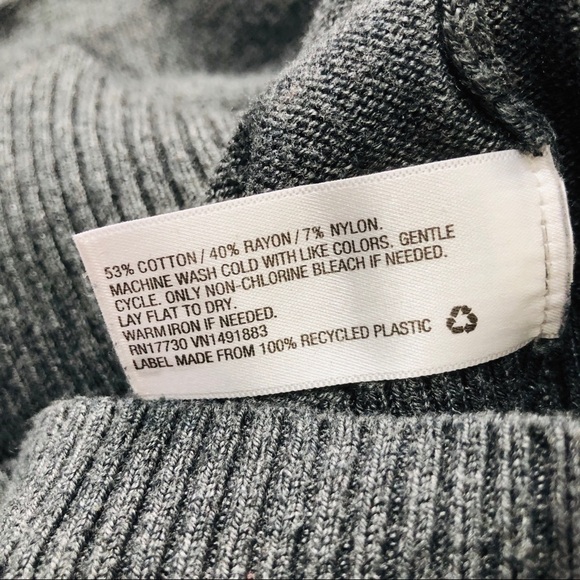 53% COTTON / 40% RAYON / 7% NYLON.
MACHINE WASH COLD WITH LIKE COLORS. GENTLE
CYCLE. ONLY NON-CHLORINE BLEACH IF NEEDED.
LAY FLAT TO DRY.
WARM IRON IF NEEDED.
RN17730 VN1491883
LABEL MADE FROM 100% RECYCLED PLASTIC